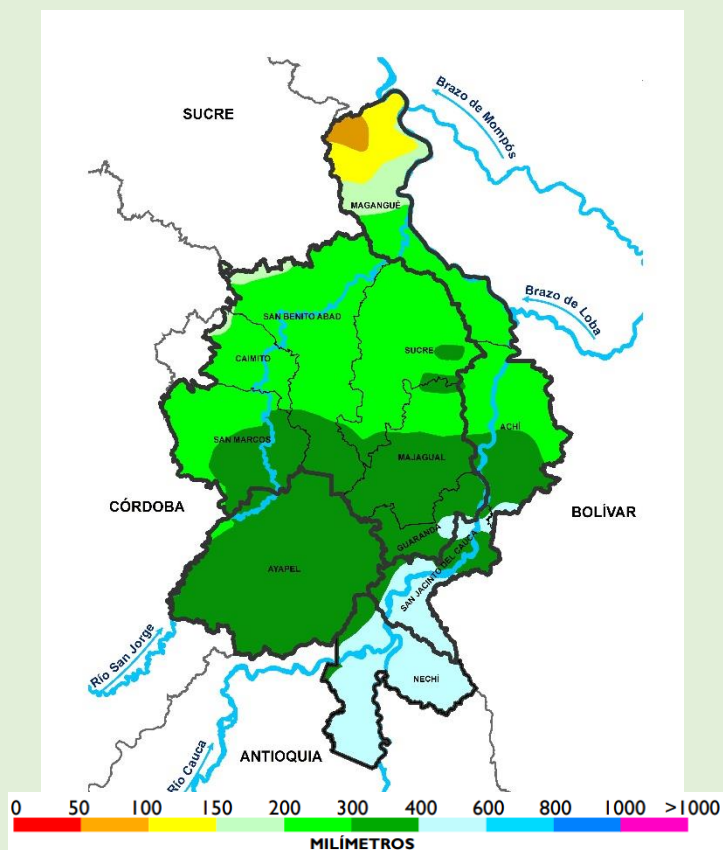 SUCRE
Brazo de Mompós
MAGANGUÉ
Brazo de Loba
SAN BENITO ABAD
SUCRE
CAIMITO
ACHÍ
SAN MARCOS
MAJAGUAL
CÓRDOBA
BOLÍVAR
GUARANDA
SAN JACINTO DEL CAUCA
AYAPEL
Río San Jorge
NECHÍ
ANTIOQUIA
Río Cauca
0 50 100 150 200 300 400 600 800 1000 >1000
MILÍMETROS